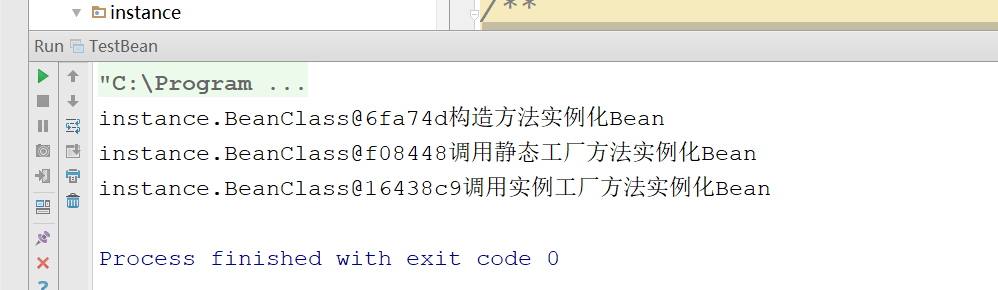 instance
/**
Run TestBean
"C:\Program ...
instance.BeanClass@6fa74d构造方法实例化Bean
instance.BeanClass@f08448调用静态工厂方法实例化Bean
instance.BeanClass@16438c9调用实例工厂方法实例化Bean
Process finished with exit code 0